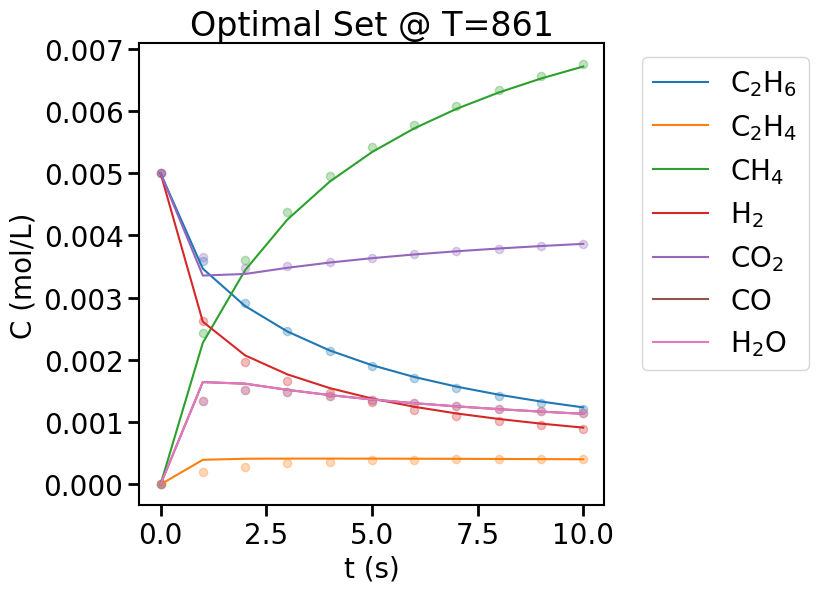 Optimal Set @ T=861
C (mol/L)
0.007
0.006
0.005
0.004
0.003
0.002
0.001
0.000
0.0 2.5 5.0 7.5 10.0
t (s)
C₂H₆
C₂H₄
CH₄
H₂
CO₂
CO
H₂O